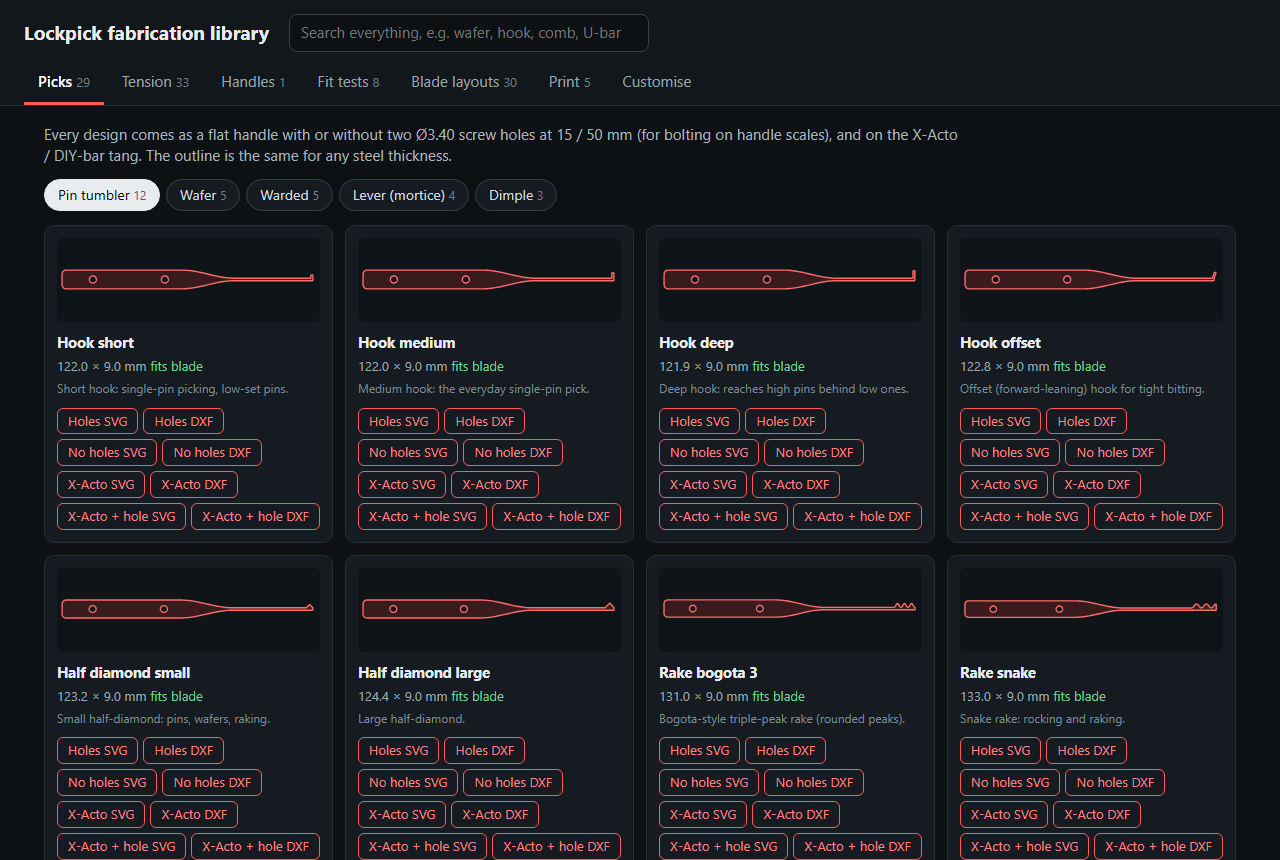 Lockpick fabrication library
Search everything, e.g. wafer, hook, comb, U-bar
Picks 29 Tension 33 Handles 1 Fit tests 8 Blade layouts 30 Print 5 Customise
Every design comes as a flat handle with or without two Ø3.40 screw holes at 15 / 50 mm (for bolting on handle scales), and on the X-Acto
/ DIY-bar tang. The outline is the same for any steel thickness.
Pin tumbler 12 Wafer 5 Warded 5 Lever (mortice) 4 Dimple 3
Hook short
122.0 × 9.0 mm fits blade
Short hook: single-pin picking, low-set pins.
Holes SVG Holes DXF
No holes SVG No holes DXF
X-Acto SVG X-Acto DXF
X-Acto + hole SVG X-Acto + hole DXF
Hook medium
122.0 × 9.0 mm fits blade
Medium hook: the everyday single-pin pick.
Holes SVG Holes DXF
No holes SVG No holes DXF
X-Acto SVG X-Acto DXF
X-Acto + hole SVG X-Acto + hole DXF
Hook deep
121.9 × 9.0 mm fits blade
Deep hook: reaches high pins behind low ones.
Holes SVG Holes DXF
No holes SVG No holes DXF
X-Acto SVG X-Acto DXF
X-Acto + hole SVG X-Acto + hole DXF
Hook offset
122.8 × 9.0 mm fits blade
Offset (forward-leaning) hook for tight bitting.
Holes SVG Holes DXF
No holes SVG No holes DXF
X-Acto SVG X-Acto DXF
X-Acto + hole SVG X-Acto + hole DXF
Half diamond small
123.2 × 9.0 mm fits blade
Small half-diamond: pins, wafers, raking.
Holes SVG Holes DXF
No holes SVG No holes DXF
X-Acto SVG X-Acto DXF
X-Acto + hole SVG X-Acto + hole DXF
Half diamond large
124.4 × 9.0 mm fits blade
Large half-diamond.
Holes SVG Holes DXF
No holes SVG No holes DXF
X-Acto SVG X-Acto DXF
X-Acto + hole SVG X-Acto + hole DXF
Rake bogota 3
131.0 × 9.0 mm fits blade
Bogota-style triple-peak rake (rounded peaks).
Holes SVG Holes DXF
No holes SVG No holes DXF
X-Acto SVG X-Acto DXF
X-Acto + hole SVG X-Acto + hole DXF
Rake snake
133.0 × 9.0 mm fits blade
Snake rake: rocking and raking.
Holes SVG Holes DXF
No holes SVG No holes DXF
X-Acto SVG X-Acto DXF
X-Acto + hole SVG X-Acto + hole DXF